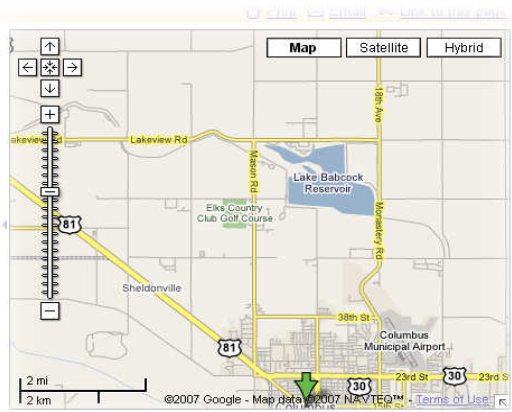 Print Email Link to this page
Map Satellite Hybrid
18th Ave
Lakeview Rd
Lakeview Rd
Mason Rd
Lake Babcock
Reservoir
Elks Country
Club Golf Course
Monastery Rd
81
Sheldonville
38th St
Columbus
Municipal Airport
81
23rd St
30
30
23rd S
2 mi
2 km
©2007 Google - Map data ©2007 NAVTEQ™ - Terms of Use
Columbus